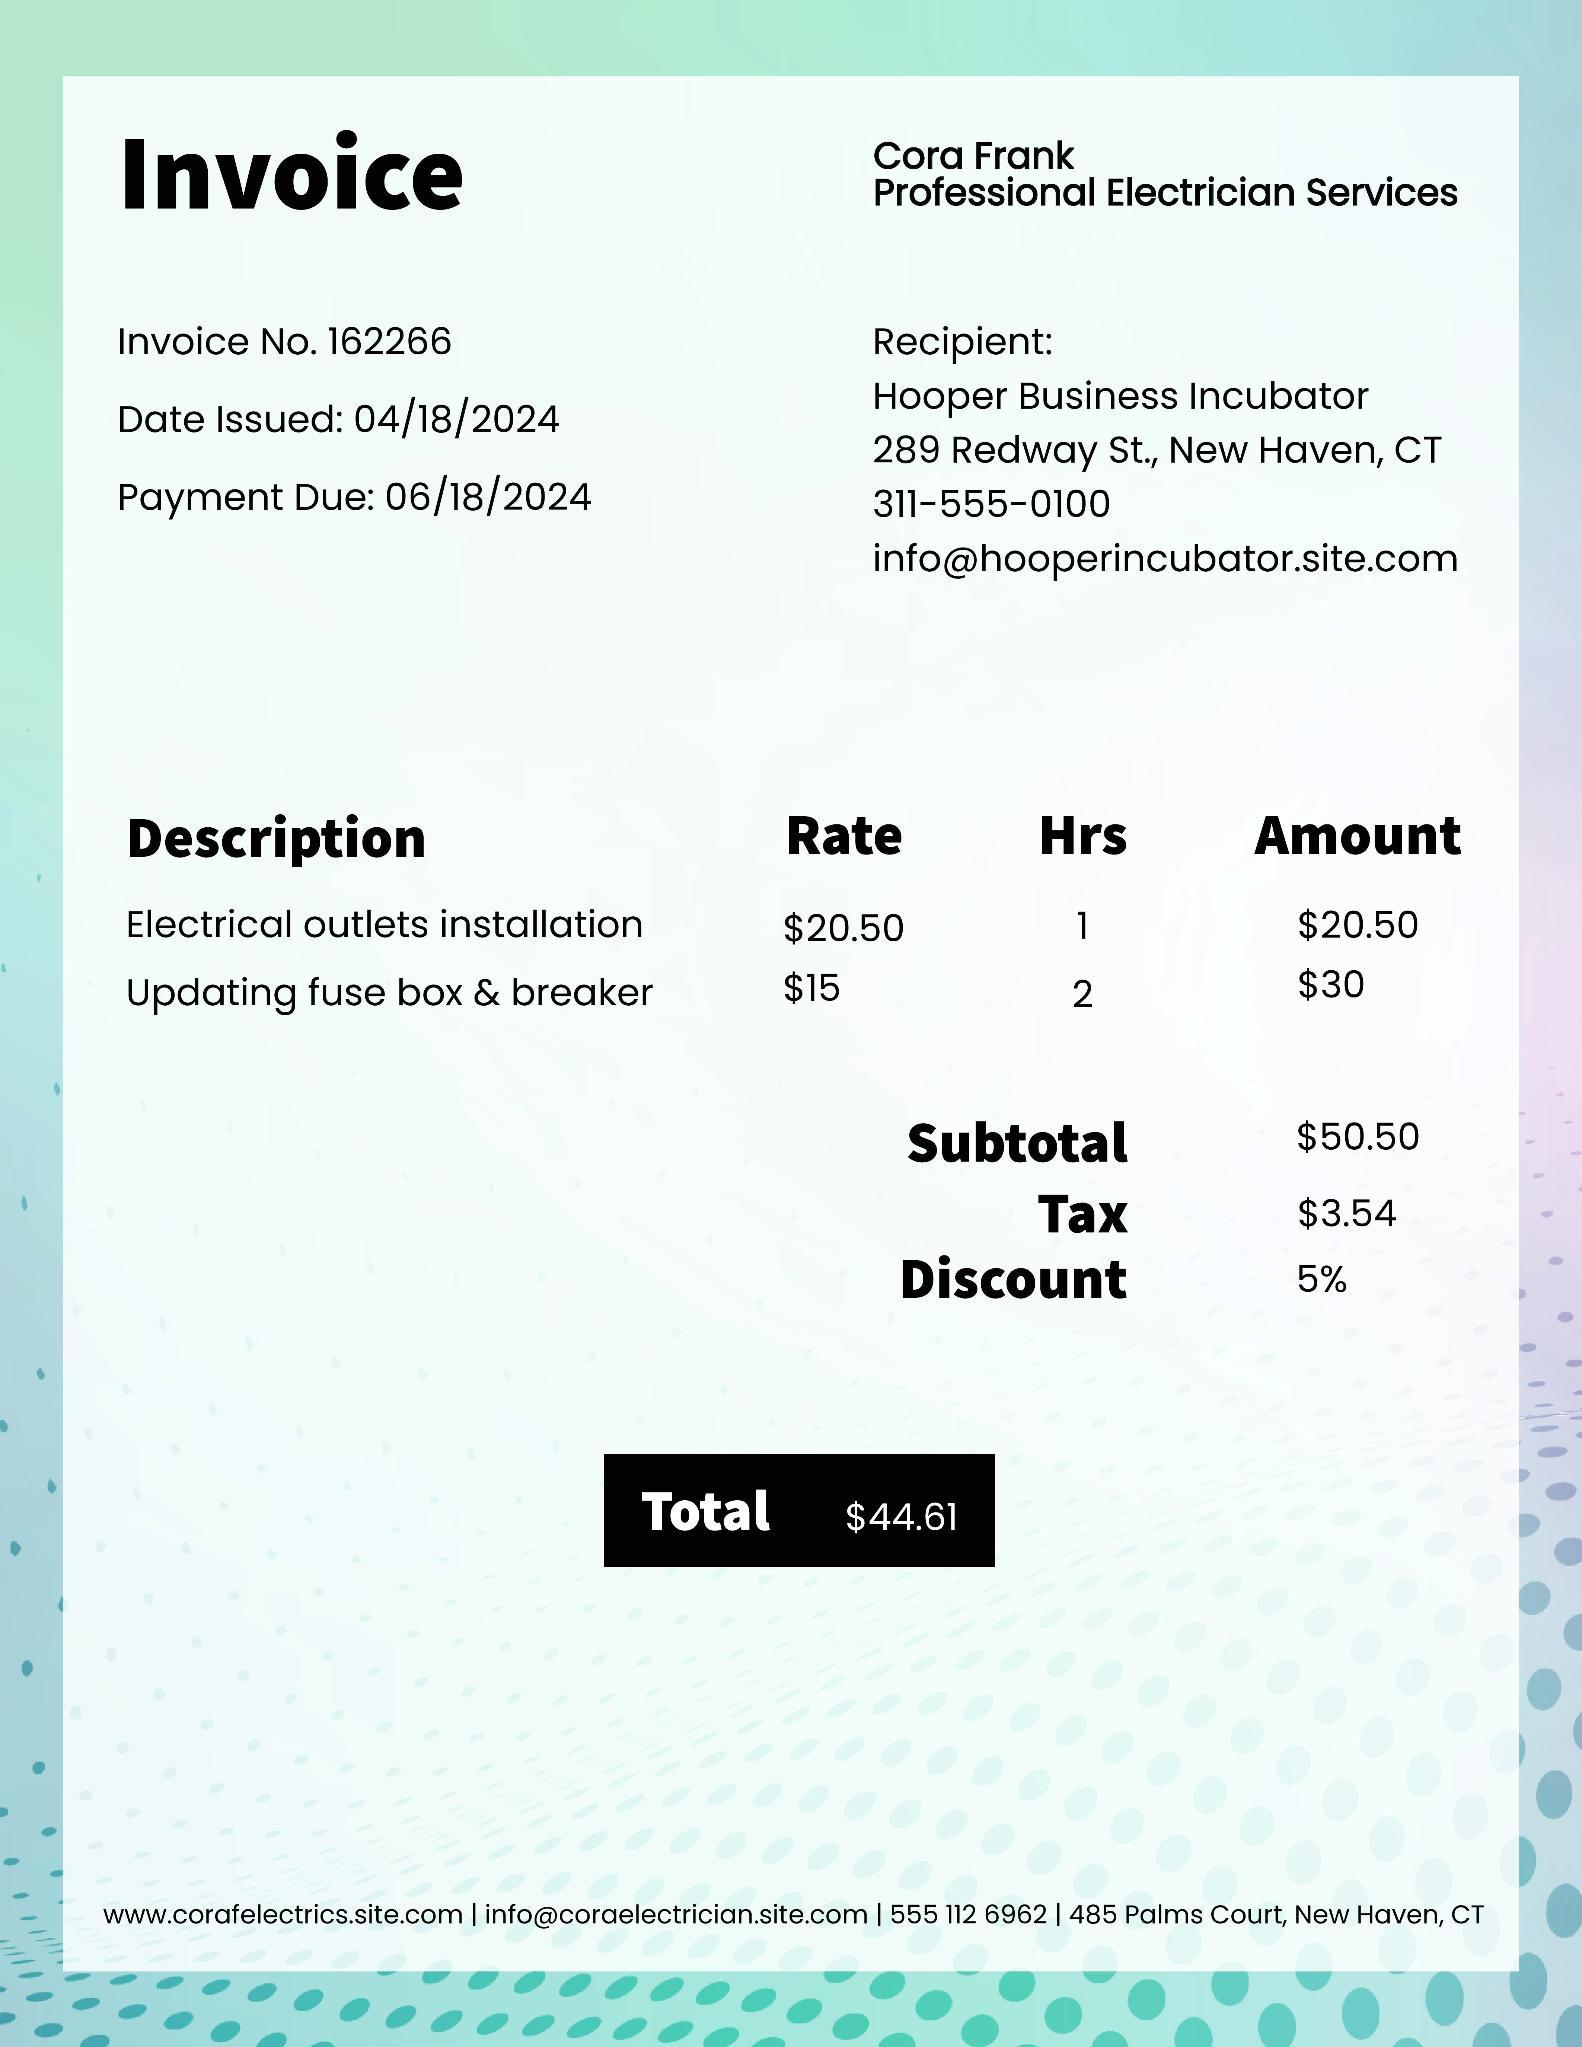 Invoice
Cora Frank
Professional Electrician Services
Invoice No. 162266
Date Issued: 04/18/2024
Payment Due: 06/18/2024
Recipient:
Hooper Business Incubator
289 Redway St., New Haven, CT
311-555-0100
info@hooperincubator.site.com
Description Rate Hrs Amount
Electrical outlets installation $20.50 1 $20.50
Updating fuse box & breaker $15 2 $30
Subtotal $50.50
Tax $3.54
Discount 5%
Total $44.61
www.corafelectrics.site.com | info@coraelectrician.site.com | 555 112 6962 | 485 Palms Court, New Haven, CT